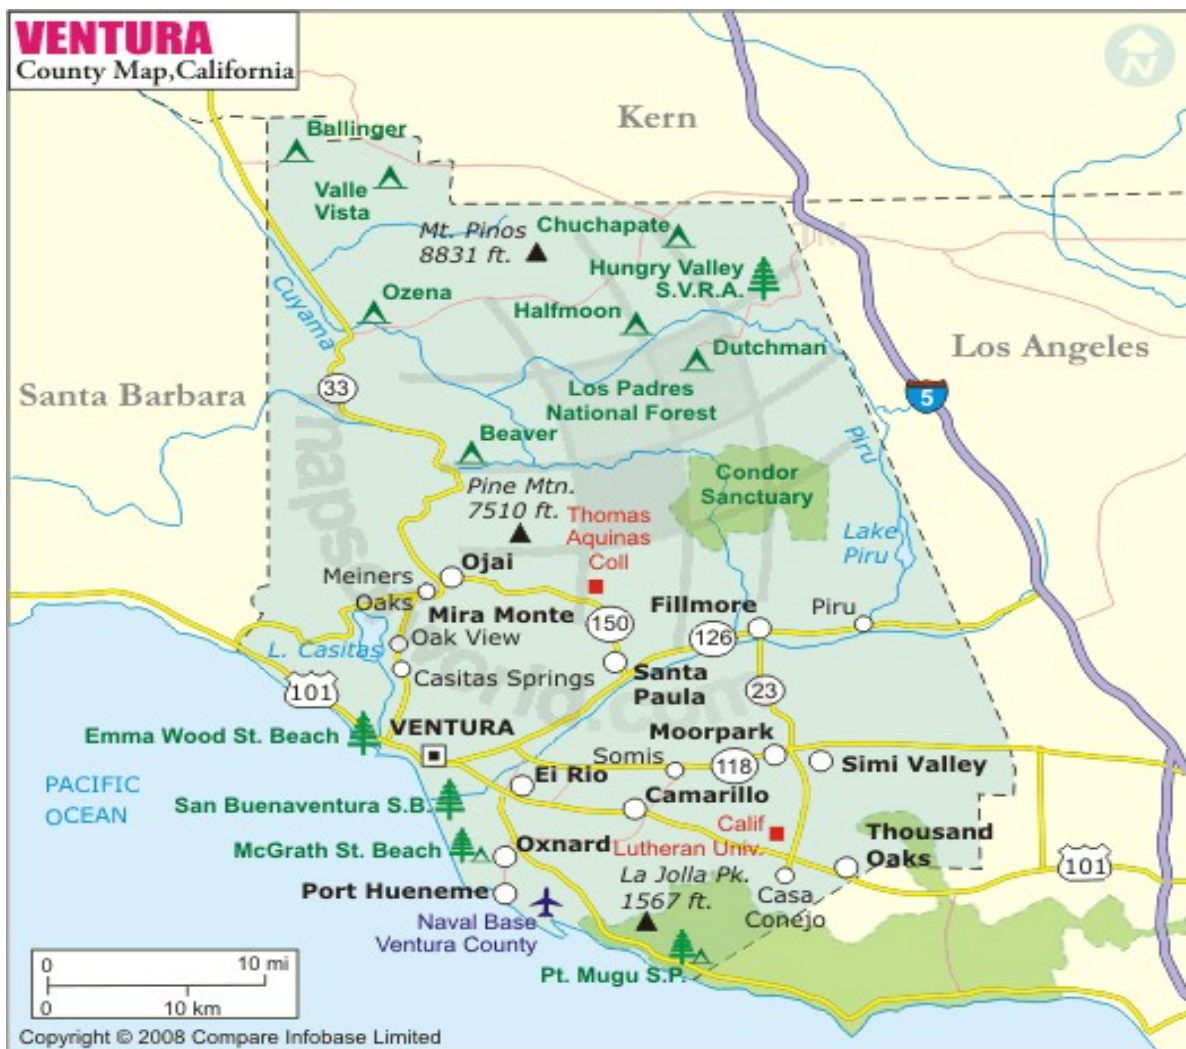 VENTURA
County Map,California
N
Kern
Ballinger
Valle
Vista
Mt. Pinos
8831 ft.
Chuchapate
Hungry Valley
S.V.R.A.
Cuyama
Ozena
Halfmoon
Dutchman
Los Angeles
Santa Barbara
33
Los Padres
National Forest
5
Beaver
Piru
Condor
Sanctuary
Pine Mtn.
7510 ft.
Thomas
Aquinas
Coll
Lake
Piru
Ojai
Meiners
Oaks
Mira Monte
150
Fillmore
126
Piru
Oak View
L. Casitas
Casitas Springs
Santa
Paula
23
101
VENTURA
Emma Wood St. Beach
Moorpark
Somis
118
Simi Valley
PACIFIC
OCEAN
Ei Rio
San Buenaventura S.B.
Camarillo
Calif
Lutheran Univ.
Thousand
Oaks
McGrath St. Beach
Oxnard
101
La Jolla Pk.
1567 ft.
Port Hueneme
Casa
Conejo
Naval Base
Ventura County
Pt. Mugu S.P.
0 10 mi
0 10 km
Copyright © 2008 Compare Infobase Limited